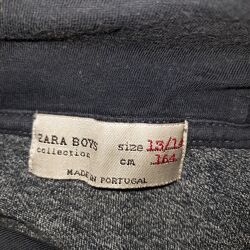 ZARA BOYS
collection
size 13/14
cm 164
MADE IN PORTUGAL